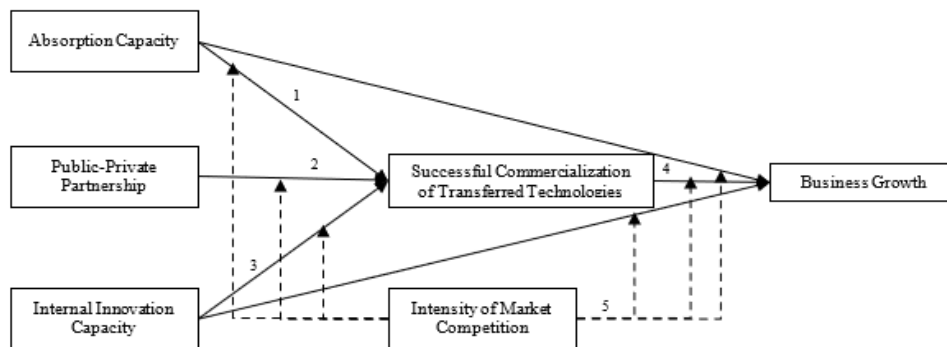 Absorption Capacity
1
Public-Private
Partnership
2
Successful Commercialization
of Transferred Technologies
4
Business Growth
3
Internal Innovation
Capacity
Intensity of Market
Competition
5